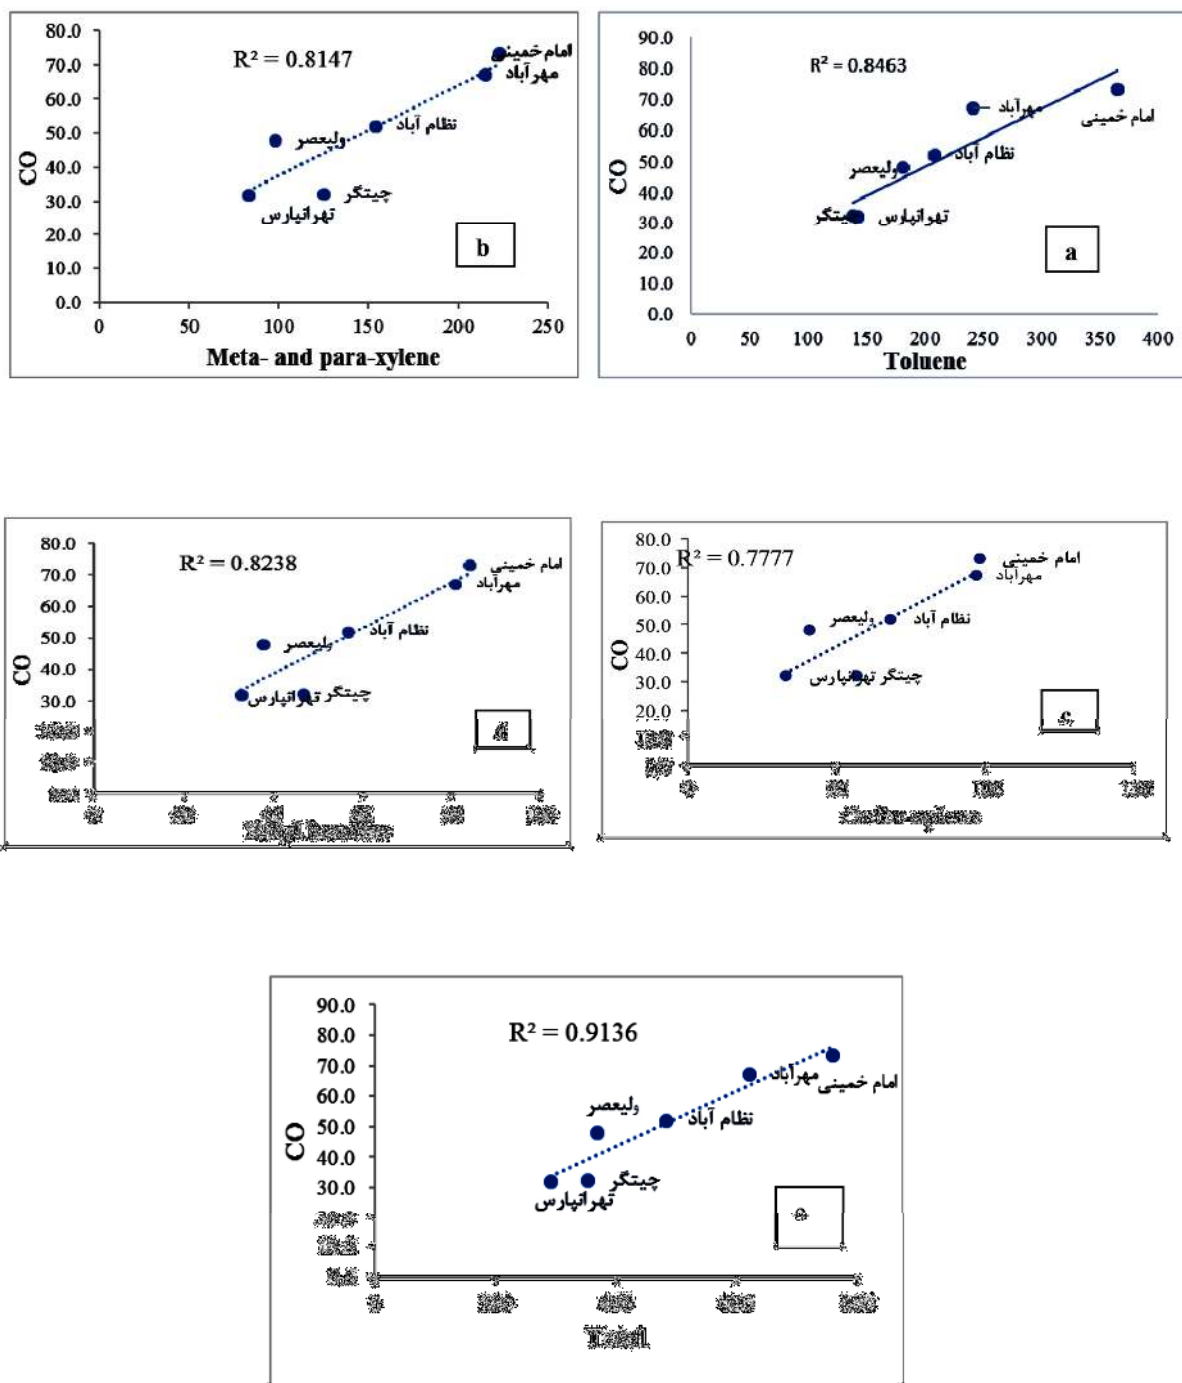 80.0
70.0
60.0
50.0
40.0
30.0
20.0
10.0
0.0
CO
R² = 0.8147
امام خمینی
مهرآباد
نظام آباد
ولیعصر
چیتگر
تهرانپارس
b
0 50 100 150 200 250
Meta- and para-xylene
90.0
80.0
70.0
60.0
50.0
40.0
30.0
20.0
10.0
0.0
CO
R² = 0.8463
مهرآباد
امام خمینی
نظام آباد
ولیعصر
چیتگر
تهرانپارس
a
0 50 100 150 200 250 300 350 400
Toluene
80.0
70.0
60.0
50.0
40.0
30.0
CO
R² = 0.8238
امام خمینی
مهرآباد
نظام آباد
ولیعصر
چیتگر
تهرانپارس
d
80.0
70.0
60.0
50.0
40.0
30.0
20.0
CO
R² = 0.7777
امام خمینی
مهرآباد
نظام آباد
ولیعصر
چیتگر
تهرانپارس
c
90.0
80.0
70.0
60.0
50.0
40.0
30.0
CO
R² = 0.9136
مهرآباد
امام خمینی
ولیعصر
نظام آباد
چیتگر
تهرانپارس
e
Total